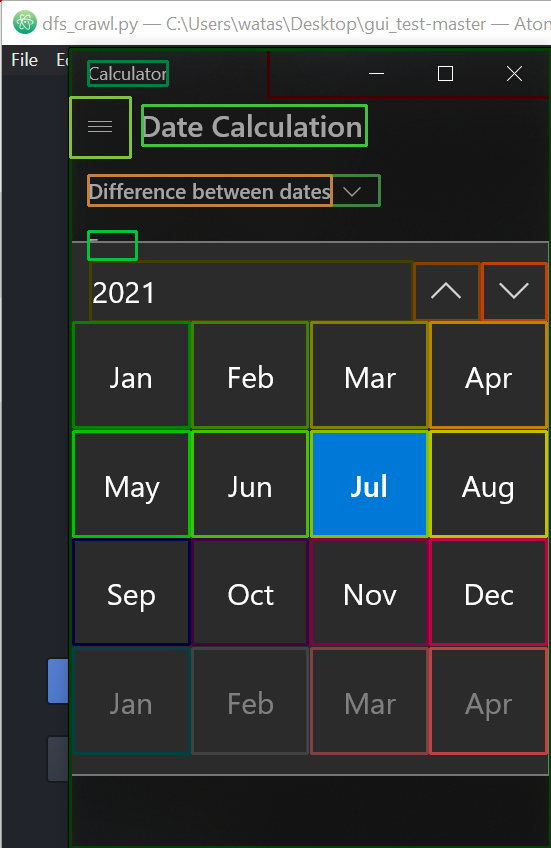 dfs_crawl.py — C:\Users\watas\Desktop\gui_test-master — Atom
File
Calculator
Date Calculation
Difference between dates
2021
Jan Feb Mar Apr
May Jun Jul Aug
Sep Oct Nov Dec
Jan Feb Mar Apr